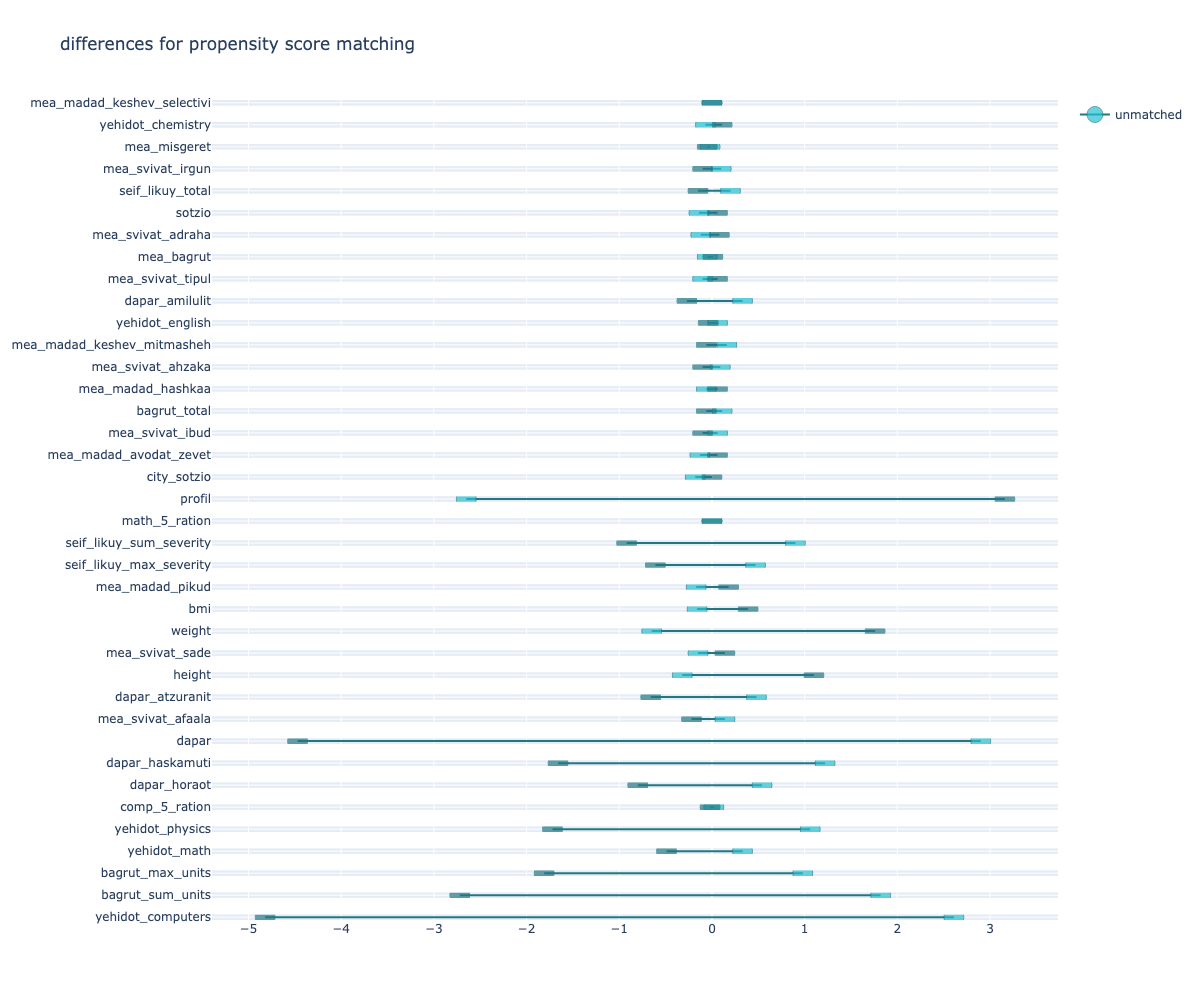 differences for propensity score matching
mea_madad_keshev_selectivi
yehidot_chemistry
unmatched
mea_misgeret
mea_svivat_irgun
seif_likuy_total
sotzio
mea_svivat_adraha
mea_bagrut
mea_svivat_tipul
dapar_amilulit
yehidot_english
mea_madad_keshev_mitmasheh
mea_svivat_ahzaka
mea_madad_hashkaa
bagrut_total
mea_svivat_ibud
mea_madad_avodat_zevet
city_sotzio
profil
math_5_ration
seif_likuy_sum_severity
seif_likuy_max_severity
mea_madad_pikud
bmi
weight
mea_svivat_sade
height
dapar_atzuranit
mea_svivat_afaala
dapar
dapar_haskamuti
dapar_horaot
comp_5_ration
yehidot_physics
yehidot_math
bagrut_max_units
bagrut_sum_units
yehidot_computers
−5 −4 −3 −2 −1 0 1 2 3